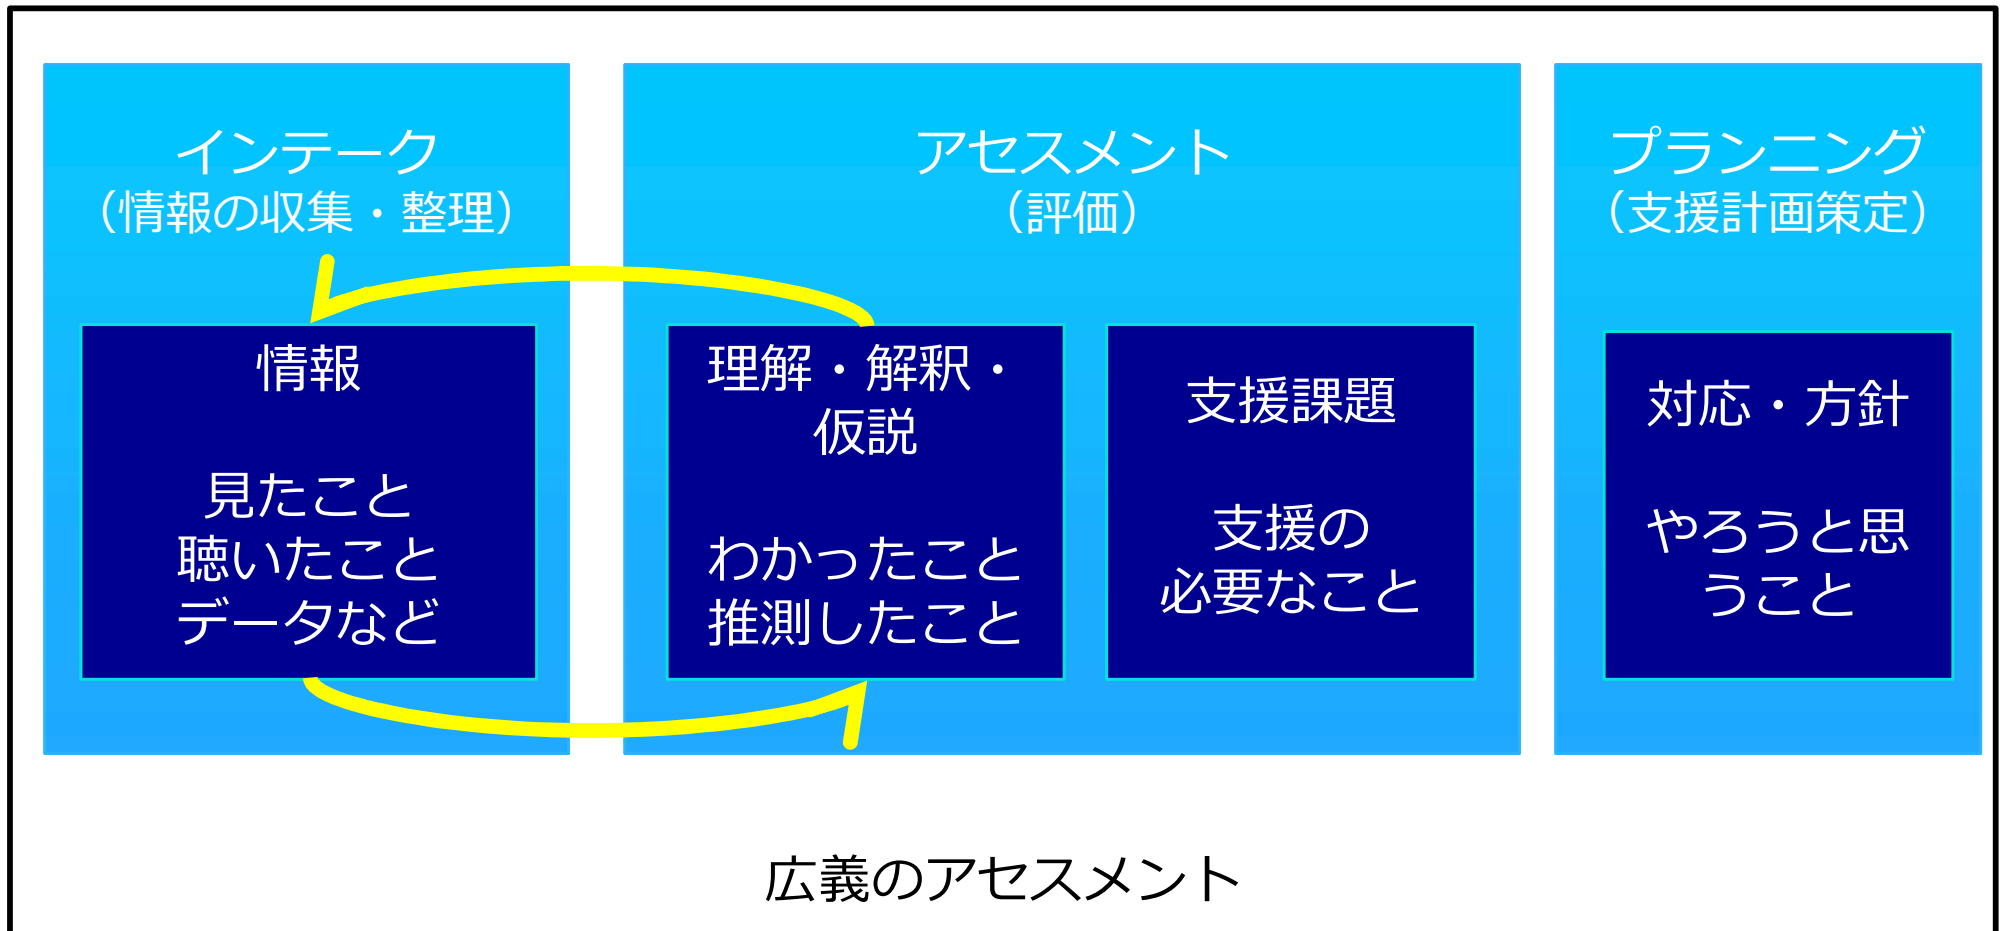 インテーク
（情報の収集・整理）
情報
見たこと
聴いたこと
データなど
アセスメント
（評価）
理解・解釈・
仮説
わかったこと
推測したこと
支援課題
支援の
必要なこと
プランニング
（支援計画策定）
対応・方針
やろうと思
うこと
広義のアセスメント